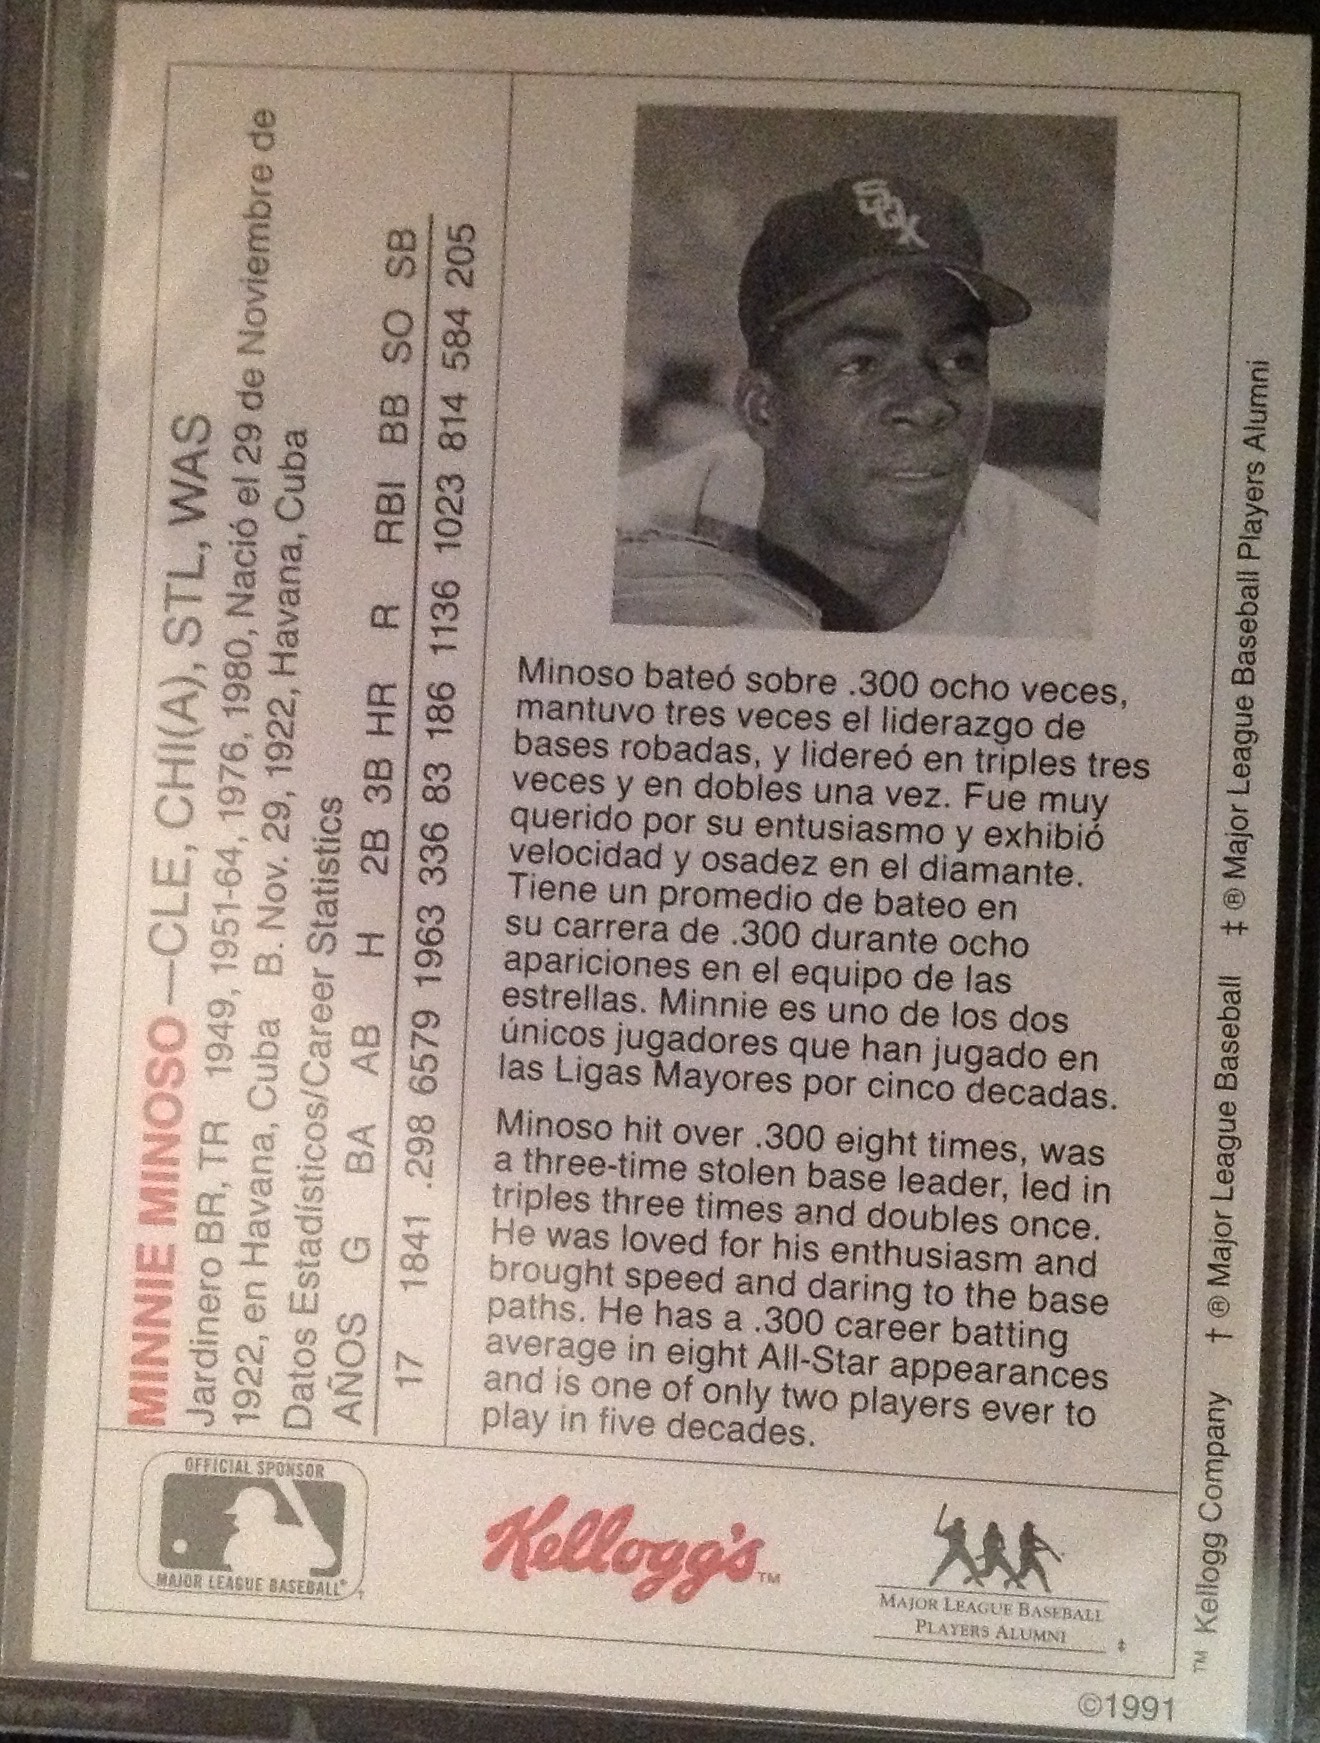 MINNIE MINOSO—CLE, CHI(A), STL, WAS
Jardinero BR, TR 1949, 1951-64, 1976, 1980, Nació el 29 de Noviembre de
1922, en Havana, Cuba B. Nov. 29, 1922, Havana, Cuba
Datos Estadísticos/Career Statistics
AÑOS G BA AB H 2B 3B HR R RBI BB SO SB
17 1841 .298 6579 1963 336 83 186 1136 1023 814 584 205
SOX
Minoso bateó sobre .300 ocho veces,
mantuvo tres veces el liderazgo de
bases robadas, y lidereó en triples tres
veces y en dobles una vez. Fue muy
querido por su entusiasmo y exhibió
velocidad y osadez en el diamante.
Tiene un promedio de bateo en
su carrera de .300 durante ocho
apariciones en el equipo de las
estrellas. Minnie es uno de los dos
únicos jugadores que han jugado en
las Ligas Mayores por cinco decadas.
Minoso hit over .300 eight times, was
a three-time stolen base leader, led in
triples three times and doubles once.
He was loved for his enthusiasm and
brought speed and daring to the base
paths. He has a .300 career batting
average in eight All-Star appearances
and is one of only two players ever to
play in five decades.
OFFICIAL SPONSOR
MAJOR LEAGUE BASEBALL® †
Kellogg's™
MAJOR LEAGUE BASEBALL
PLAYERS ALUMNI ‡
™ Kellogg Company † ® Major League Baseball ‡ ® Major League Baseball Players Alumni
©1991